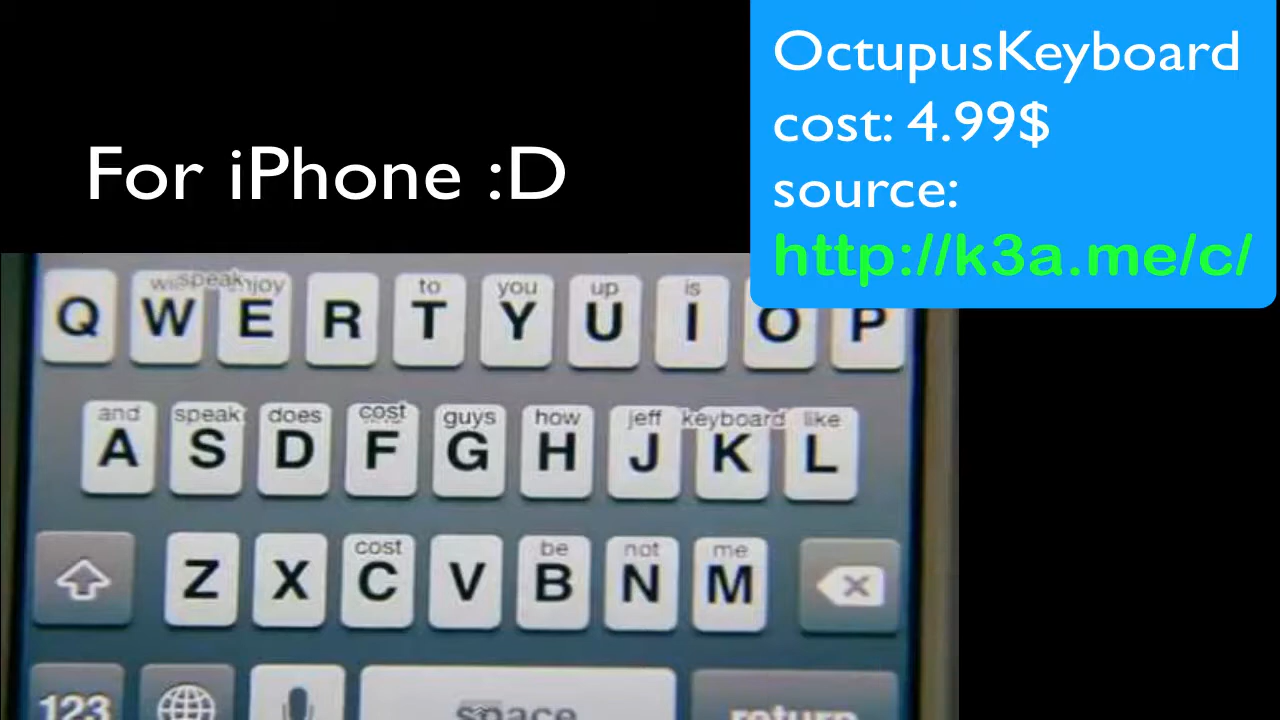 OctupusKeyboard
cost: 4.99$
source:
http://k3a.me/c/
For iPhone :D
speak to you up is
Q W E R T Y U I O P
and speak does cost guys how jeff keyboard like
A S D F G H J K L
cost be not me
Z X C V B N M
123 space return